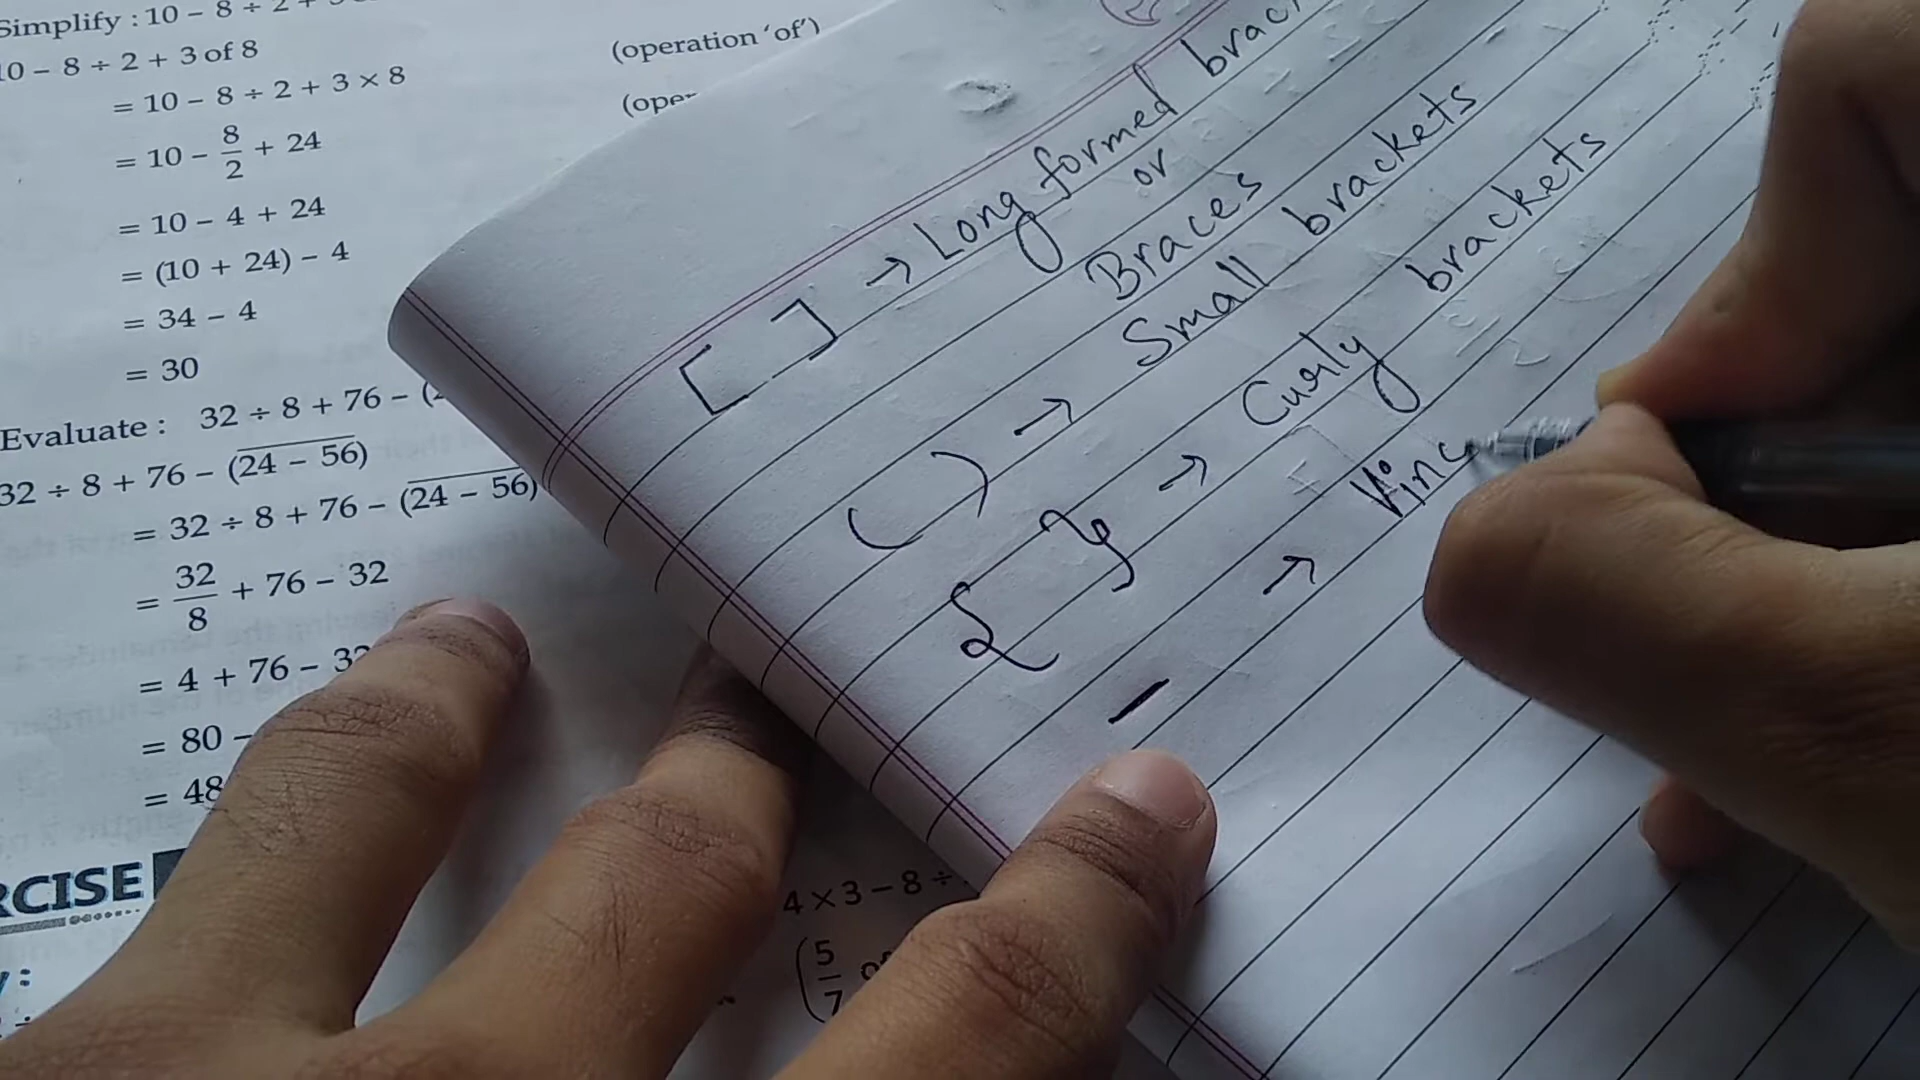 Simplify : 10 – 8 ÷ 2 +
10 – 8 ÷ 2 + 3 of 8 (operation ‘of’)
= 10 – 8 ÷ 2 + 3 × 8
= 10 – 8/2 + 24
= 10 – 4 + 24
= (10 + 24) – 4
= 34 – 4
= 30
Evaluate : 32 ÷ 8 + 76 – (
32 ÷ 8 + 76 – (24 – 56)
= 32 ÷ 8 + 76 – (24 – 56)
= 32/8 + 76 – 32
= 4 + 76 – 32
= 80 –
= 48
RCISE
4 × 3 – 8 ÷
(5/7
[ ] → Long formed brac
or
Braces
( ) → Small brackets
{ } → Curly brackets
— → Vinc